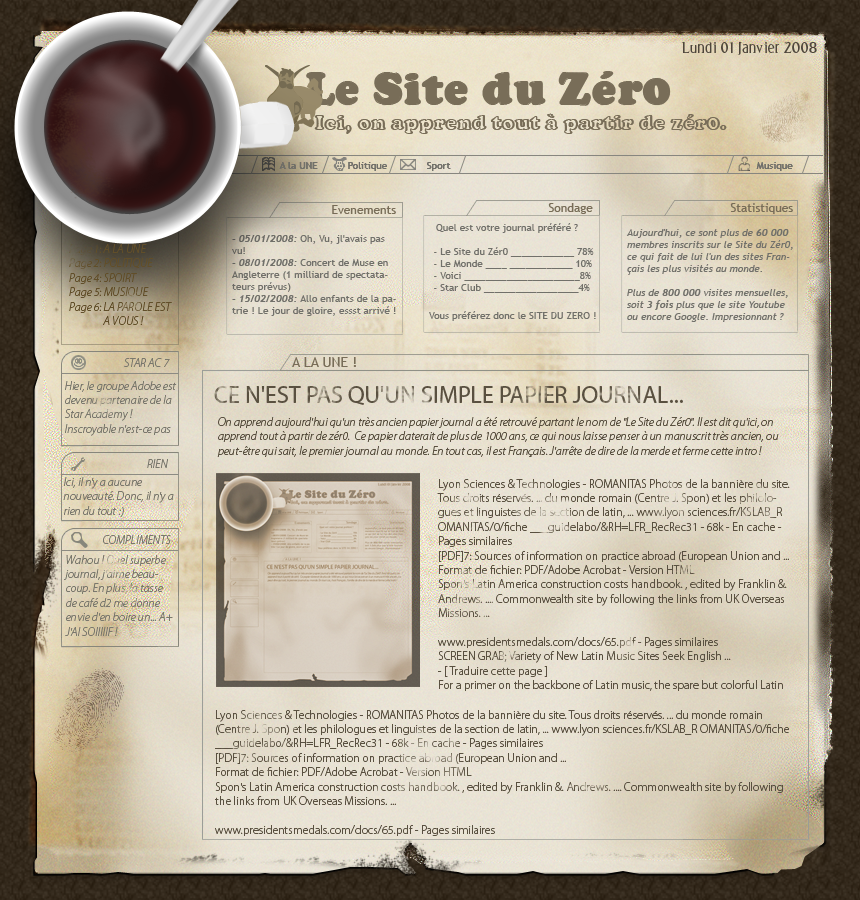 Lundi 01 Janvier 2008
Le Site du Zéro
Ici, on apprend tout à partir de zéro.
A la UNE
Politique
Sport
Musique
A LA UNE
Page 4: SPOIRT
Page 5: MUSIQUE
Page 6: LA PAROLE EST
A VOUS !
STAR AC 7
Hier, le groupe Adobe est
devenu partenaire de la
Star Academy !
Inscroyable n'est-ce pas
RIEN
Ici, il n'y a aucune
nouveauté. Donc, il n'y a
rien du tout :)
COMPLIMENTS
Wahou ! Quel superbe
journal, j'aime beau-
coup. En plus, la tasse
de café d2 me donne
envie d'en boire un... A+
J'AI SOIIIIIF !
Evenements
- 05/01/2008: Oh, Vu, jl'avais pas
vu!
- 08/01/2008: Concert de Muse en
Angleterre (1 milliard de spectata-
teurs prévus)
- 15/02/2008: Allo enfants de la pa-
trie ! Le jour de gloire, essst arrivé !
Sondage
Quel est votre journal préféré ?
- Le Site du Zér0 ____________ 78%
- Le Monde ____ ____________ 10%
- Voici ______________________8%
- Star Club __________________4%
Vous préférez donc le SITE DU ZERO !
Statistiques
Aujourd'hui, ce sont plus de 60 000
membres inscrits sur le Site du Zér0,
ce qui fait de lui l'un des sites Fran-
çais les plus visités au monde.
Plus de 800 000 visites mensuelles,
soit 3 fois plus que le site Youtube
ou encore Google. Impresionnant ?
A LA UNE !
CE N'EST PAS QU'UN SIMPLE PAPIER JOURNAL...
On apprend aujourd'hui qu'un très ancien papier journal a été retrouvé partant le nom de "Le Site du Zér0". Il est dit qu'ici, on
apprend tout à partir de zér0. Ce papier daterait de plus de 1000 ans, ce qui nous laisse penser à un manuscrit très ancien, ou
peut-être qui sait, le premier journal au monde. En tout cas, il est Français. J'arrête de dire de la merde et ferme cette intro !
Le Site du Zéro
CE N'EST PAS QU'UN SIMPLE PAPIER JOURNAL...
Lyon Sciences & Technologies - ROMANITAS Photos de la bannière du site.
Tous droits réservés. ... du monde romain (Centre J. Spon) et les philolo-
gues et linguistes de la section de latin, ... www.lyon sciences.fr/KSLAB_R
OMANITAS/0/fiche ___guidelabo/&RH=LFR_RecRec31 - 68k - En cache -
Pages similaires
[PDF]7: Sources of information on practice abroad (European Union and ...
Format de fichier: PDF/Adobe Acrobat - Version HTML
Spon's Latin America construction costs handbook. , edited by Franklin &
Andrews. .... Commonwealth site by following the links from UK Overseas
Missions. ...
www.presidentsmedals.com/docs/65.pdf - Pages similaires
SCREEN GRAB; Variety of New Latin Music Sites Seek English ...
- [ Traduire cette page ]
For a primer on the backbone of Latin music, the spare but colorful Latin
Lyon Sciences & Technologies - ROMANITAS Photos de la bannière du site. Tous droits réservés. ... du monde romain
(Centre J. Spon) et les philologues et linguistes de la section de latin, ... www.lyon sciences.fr/KSLAB_R OMANITAS/0/fiche
___guidelabo/&RH=LFR_RecRec31 - 68k - En cache - Pages similaires
[PDF]7: Sources of information on practice abroad (European Union and ...
Format de fichier: PDF/Adobe Acrobat - Version HTML
Spon's Latin America construction costs handbook. , edited by Franklin & Andrews. .... Commonwealth site by following
the links from UK Overseas Missions. ...
www.presidentsmedals.com/docs/65.pdf - Pages similaires